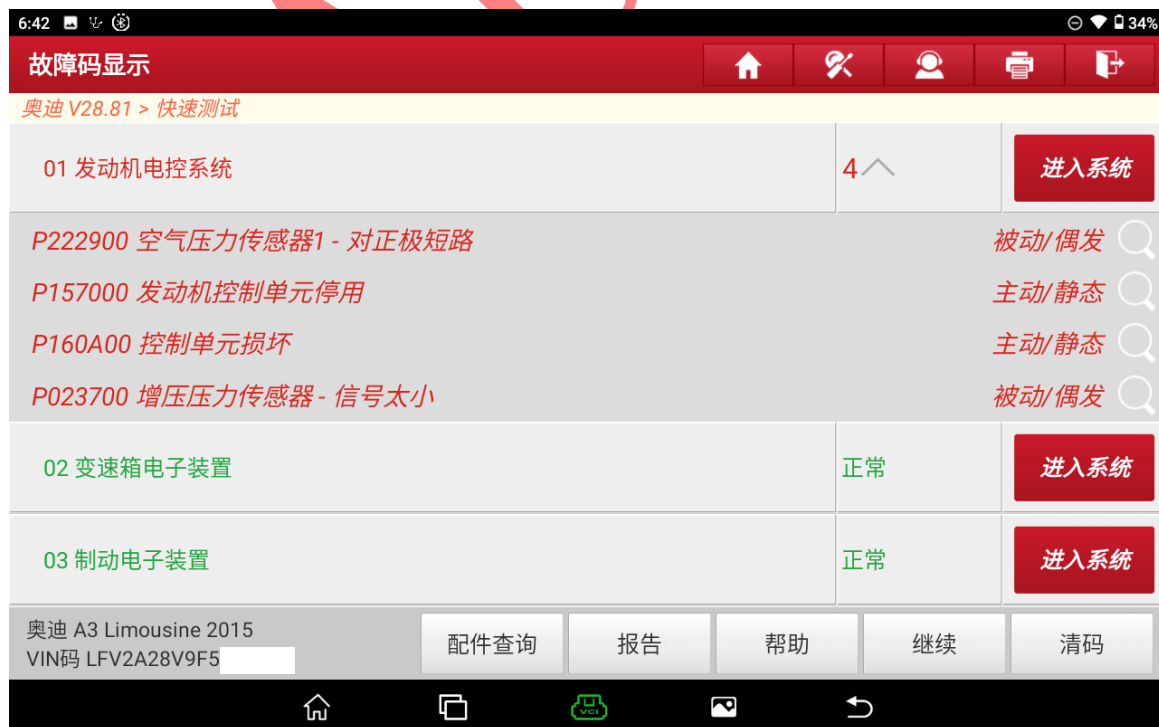 6:42
34%
故障码显示
奥迪 V28.81 > 快速测试
01 发动机电控系统
4
进入系统
P222900 空气压力传感器1 - 对正极短路
被动/偶发
P157000 发动机控制单元停用
主动/静态
P160A00 控制单元损坏
主动/静态
P023700 增压压力传感器 - 信号太小
被动/偶发
02 变速箱电子装置
正常
进入系统
03 制动电子装置
正常
进入系统
奥迪 A3 Limousine 2015
VIN码 LFV2A28V9F5
配件查询
报告
帮助
继续
清码
VCI